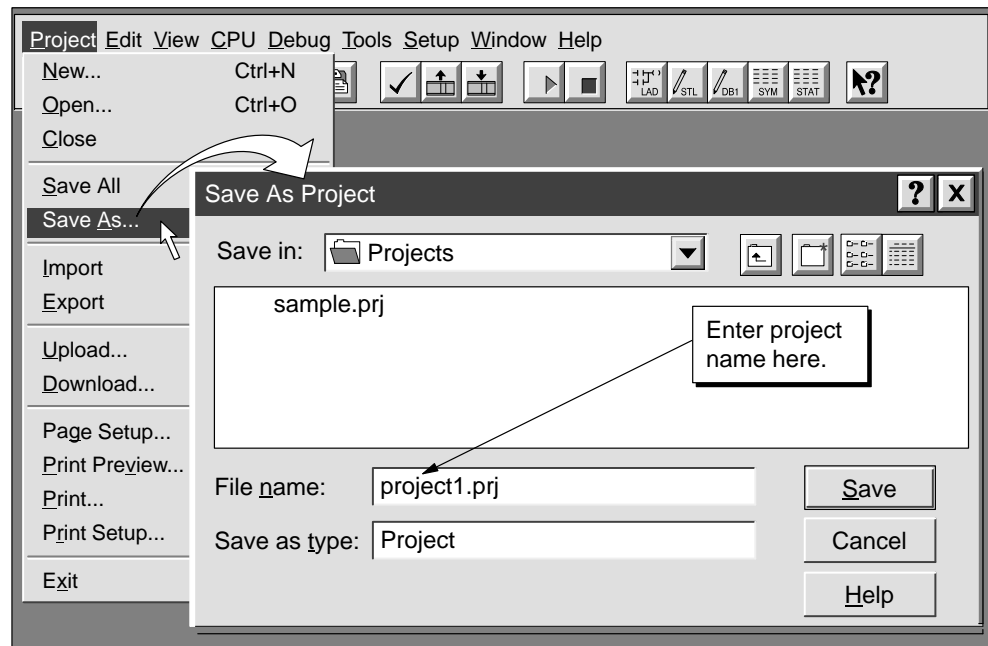 Project Edit View CPU Debug Tools Setup Window Help
New... Ctrl+N
Open... Ctrl+O
Close
LAD STL DB1 SYM STAT ?
Save All
Save As...
Import
Export
Upload...
Download...
Page Setup...
Print Preview...
Print...
Print Setup...
Exit
Save As Project ? X
Save in: Projects
sample.prj
Enter project
name here.
File name: project1.prj
Save
Save as type: Project
Cancel
Help